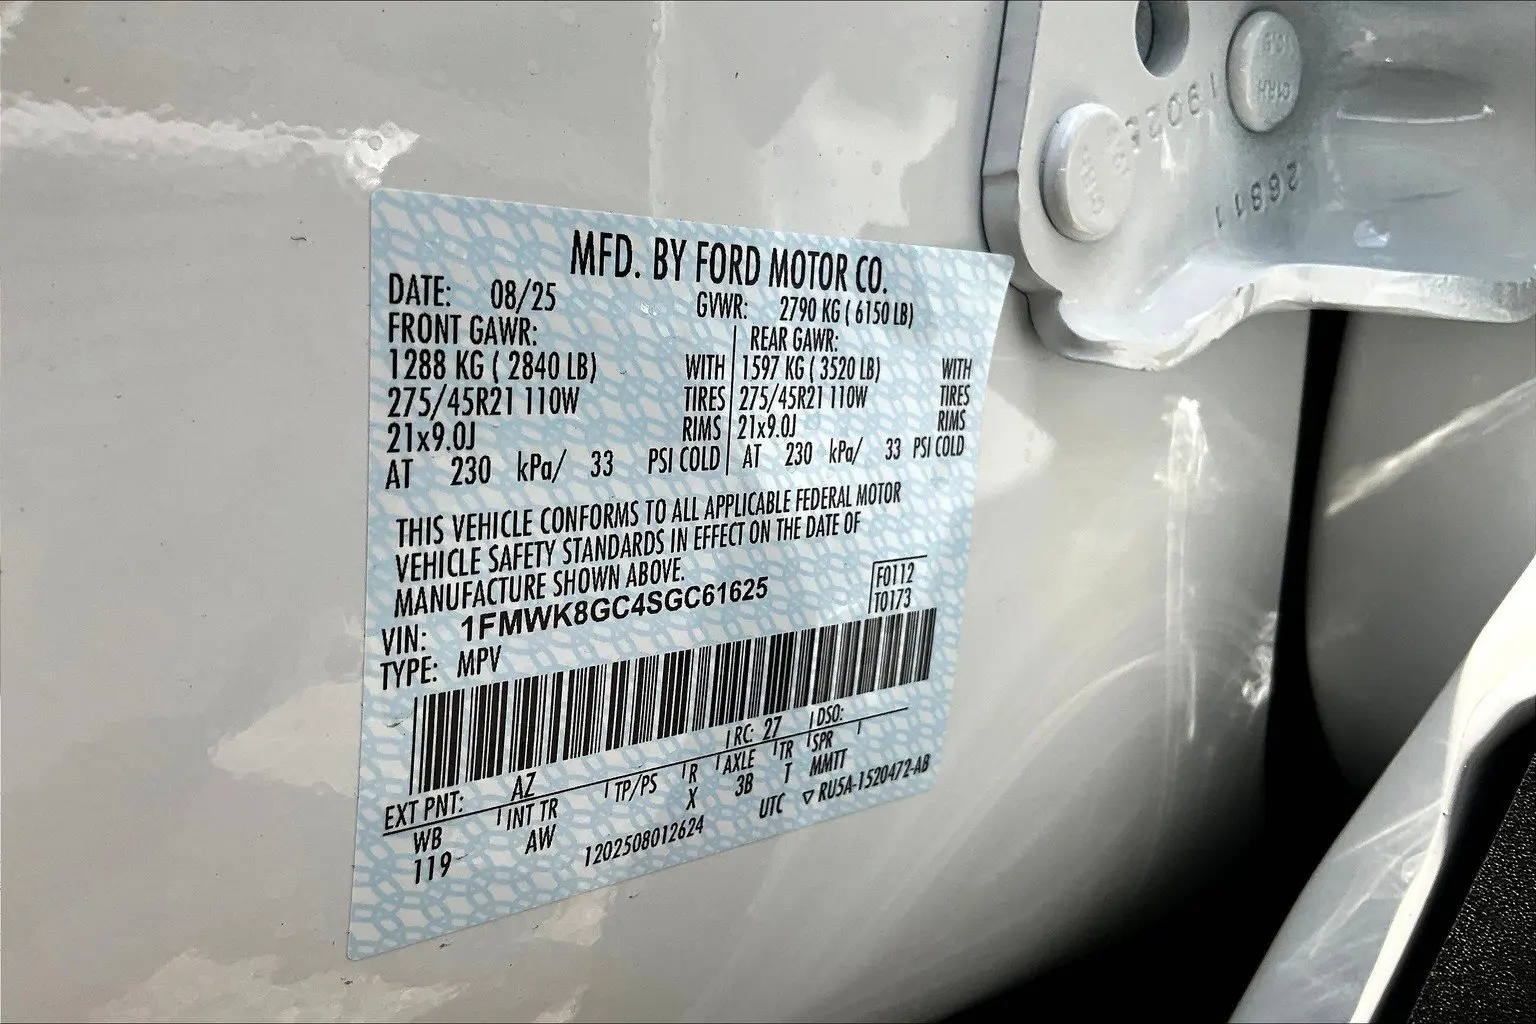 MFD. BY FORD MOTOR CO.
DATE: 08/25 GVWR: 2790 KG ( 6150 LB)
FRONT GAWR: REAR GAWR:
1288 KG ( 2840 LB) WITH 1597 KG ( 3520 LB) WITH
275/45R21 110W TIRES 275/45R21 110W TIRES
21x9.0J RIMS 21x9.0J RIMS
AT 230 kPa/ 33 PSI COLD AT 230 kPa/ 33 PSI COLD
THIS VEHICLE CONFORMS TO ALL APPLICABLE FEDERAL MOTOR
VEHICLE SAFETY STANDARDS IN EFFECT ON THE DATE OF
MANUFACTURE SHOWN ABOVE.
F0112
T0173
VIN: 1FMWK8GC4SGC61625
TYPE: MPV
EXT PNT: AZ RC: 27 DSO:
WB INT TR TP/PS R AXLE TR SPR
119 AW X 3B T MMTT
1202508012624 UTC ▽ RU5A-1520472-AB
26811